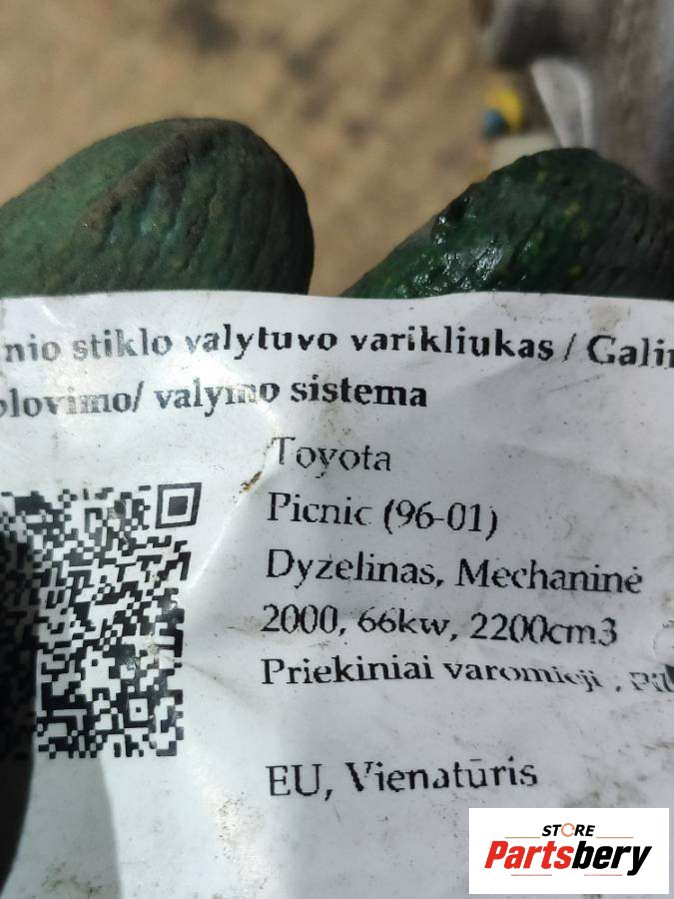 nio stiklo valytuvo varikliukas / Galin
plovimo/ valymo sistema
Toyota
Picnic (96-01)
Dyzelinas, Mechaninė
2000, 66kw, 2200cm3
Priekiniai varomieji , Pil
EU, Vienatūris
STORE
Partsbery